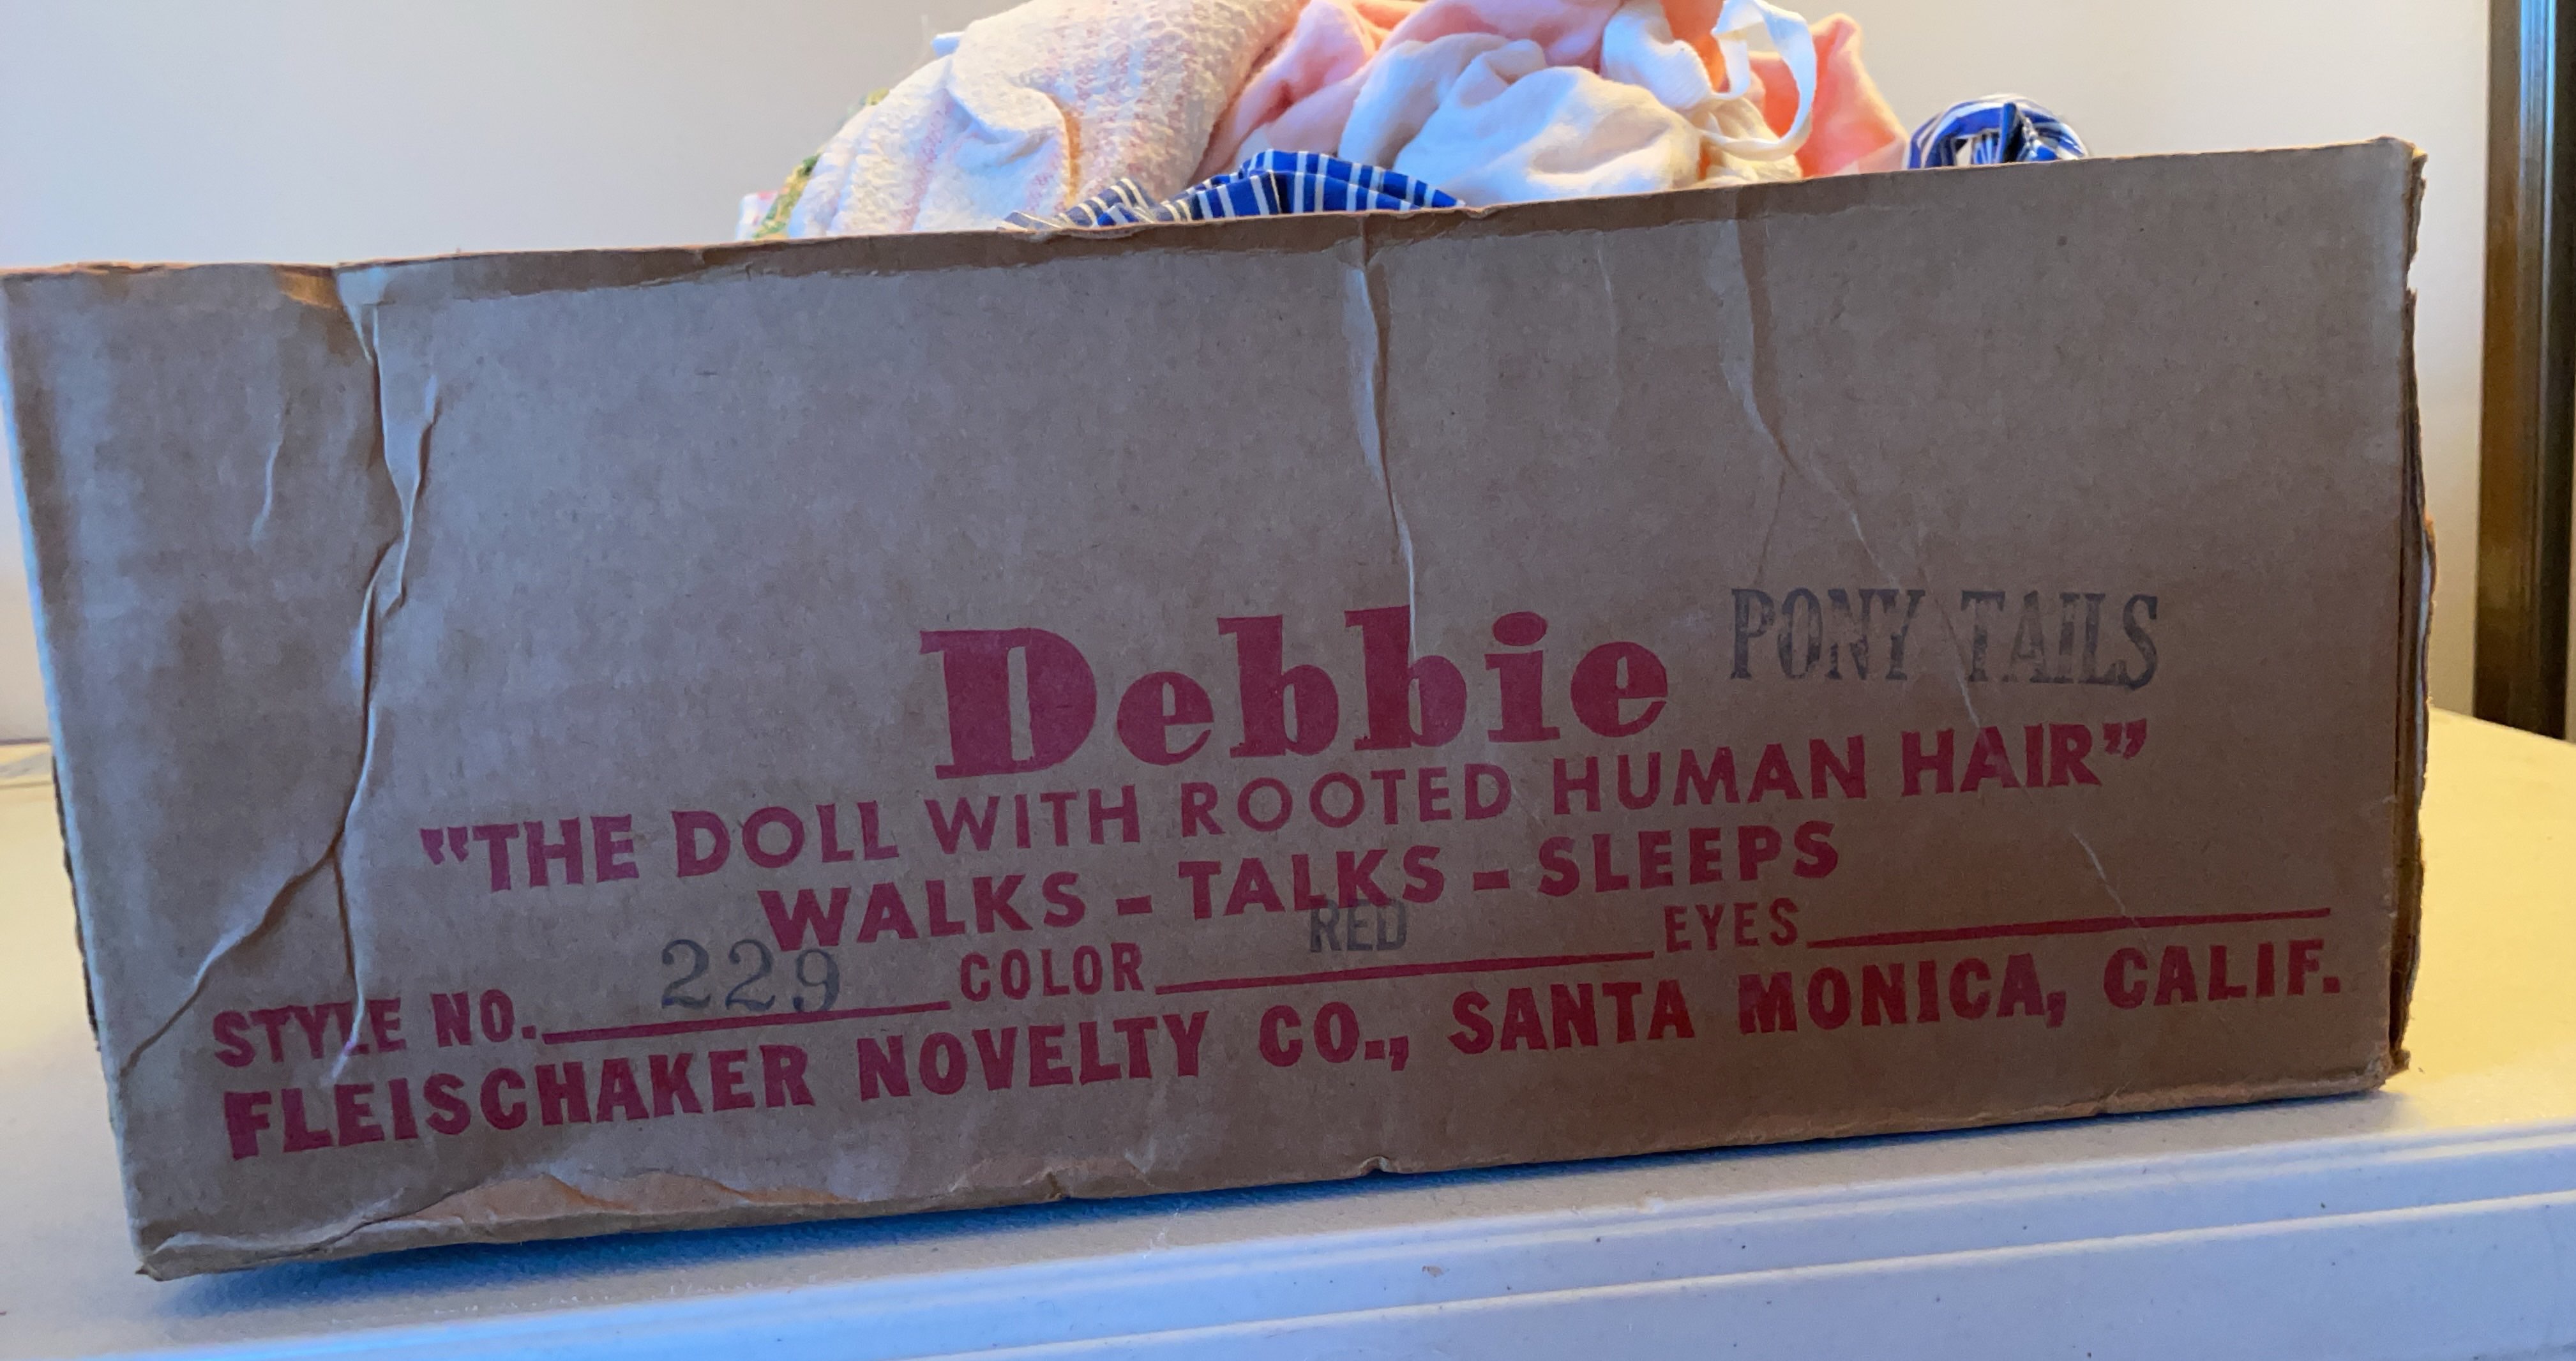 Debbie PONY TAILS
"THE DOLL WITH ROOTED HUMAN HAIR"
WALKS - TALKS - SLEEPS
STYLE NO. 229 COLOR RED EYES
FLEISCHAKER NOVELTY CO., SANTA MONICA, CALIF.